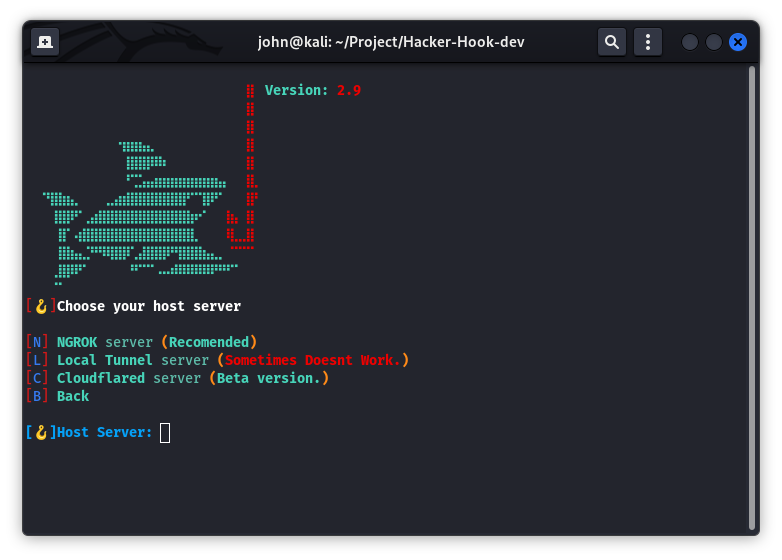 john@kali: ~/Project/Hacker-Hook-dev
Version: 2.9
[🪝]Choose your host server
[N] NGROK server (Recomended)
[L] Local Tunnel server (Sometimes Doesnt Work.)
[C] Cloudflared server (Beta version.)
[B] Back
[🪝]Host Server: